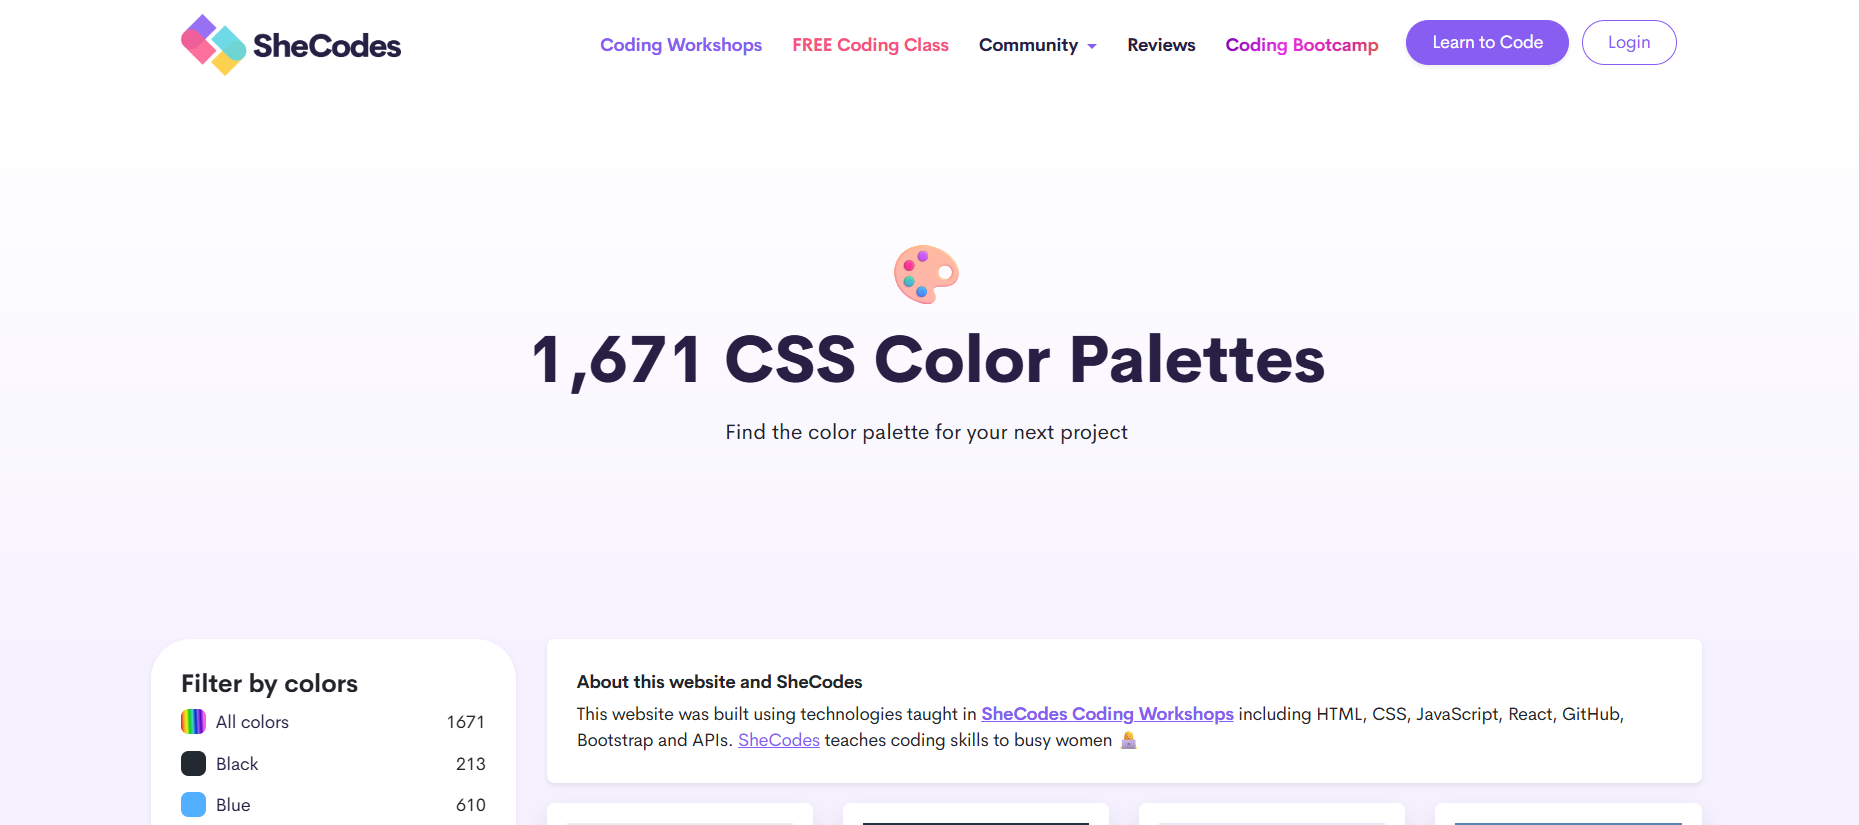 SheCodes
Coding Workshops
FREE Coding Class
Community
Reviews
Coding Bootcamp
Learn to Code
Login
1,671 CSS Color Palettes
Find the color palette for your next project
Filter by colors
All colors 1671
Black 213
Blue 610
About this website and SheCodes
This website was built using technologies taught in SheCodes Coding Workshops including HTML, CSS, JavaScript, React, GitHub,
Bootstrap and APIs. SheCodes teaches coding skills to busy women 👩‍💻